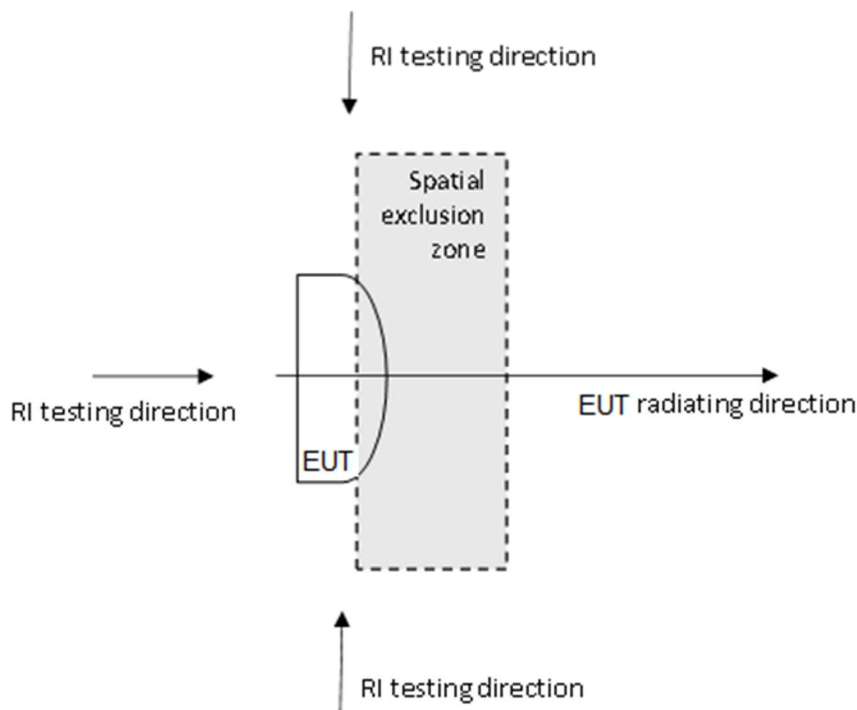 RI testing direction
Spatial
exclusion
zone
RI testing direction
EUT radiating direction
EUT
RI testing direction